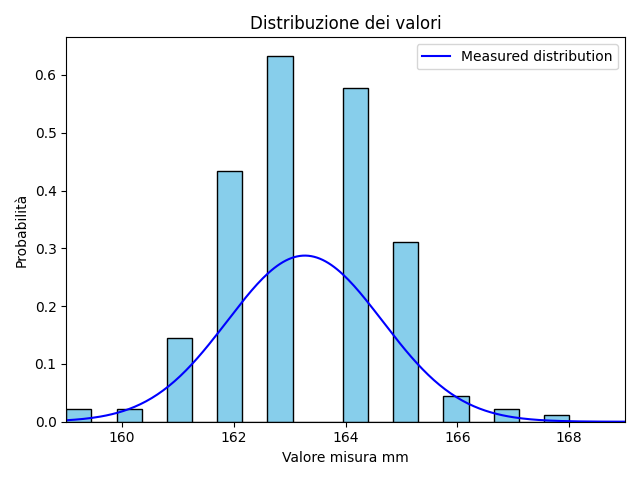 Distribuzione dei valori
Measured distribution
Probabilità
0.6
0.5
0.4
0.3
0.2
0.1
0.0
160 162 164 166 168
Valore misura mm